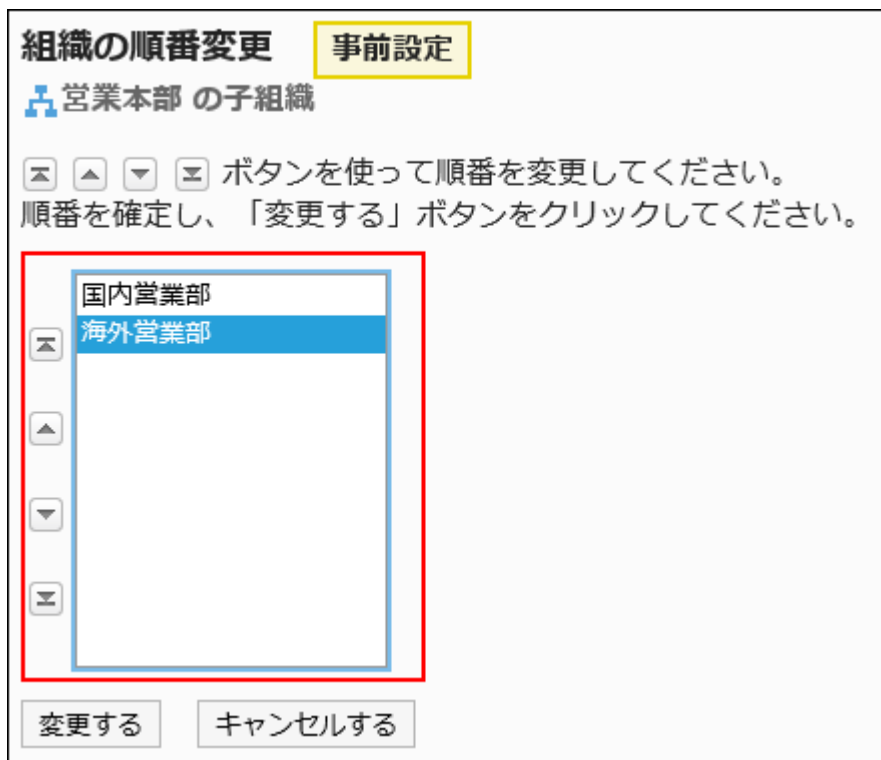 組織の順番変更 事前設定
営業本部 の子組織
ボタンを使って順番を変更してください。
順番を確定し、「変更する」ボタンをクリックしてください。
国内営業部
海外営業部
変更する キャンセルする